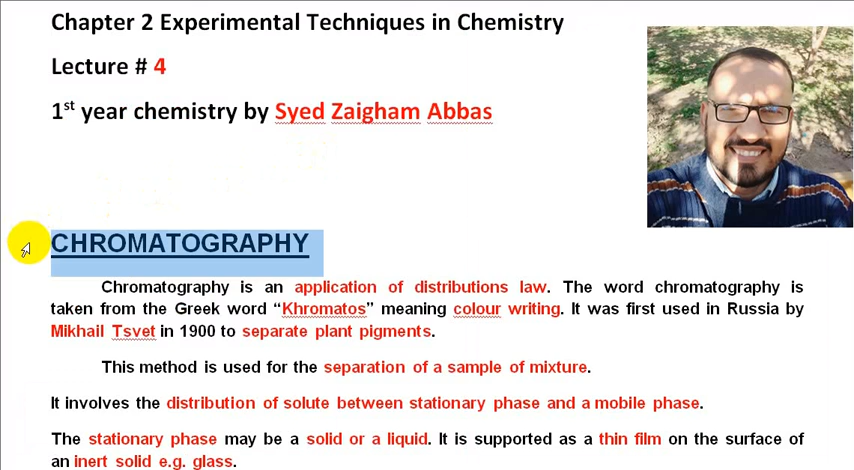 Chapter 2 Experimental Techniques in Chemistry
Lecture # 4
1st year chemistry by Syed Zaigham Abbas
CHROMATOGRAPHY
Chromatography is an application of distributions law. The word chromatography is
taken from the Greek word “Khromatos” meaning colour writing. It was first used in Russia by
Mikhail Tsvet in 1900 to separate plant pigments.
This method is used for the separation of a sample of mixture.
It involves the distribution of solute between stationary phase and a mobile phase.
The stationary phase may be a solid or a liquid. It is supported as a thin film on the surface of
an inert solid e.g. glass.